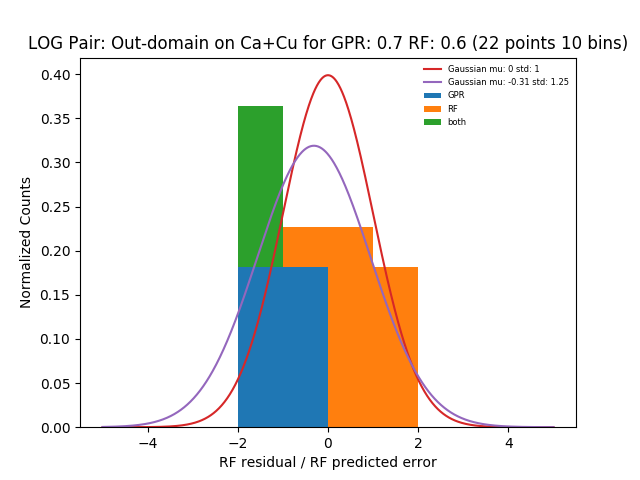 LOG Pair: Out-domain on Ca+Cu for GPR: 0.7 RF: 0.6 (22 points 10 bins)
Gaussian mu: 0 std: 1
Gaussian mu: -0.31 std: 1.25
GPR
RF
both
0.40
0.35
0.30
0.25
0.20
0.15
0.10
0.05
0.00
Normalized Counts
−4 −2 0 2 4
RF residual / RF predicted error